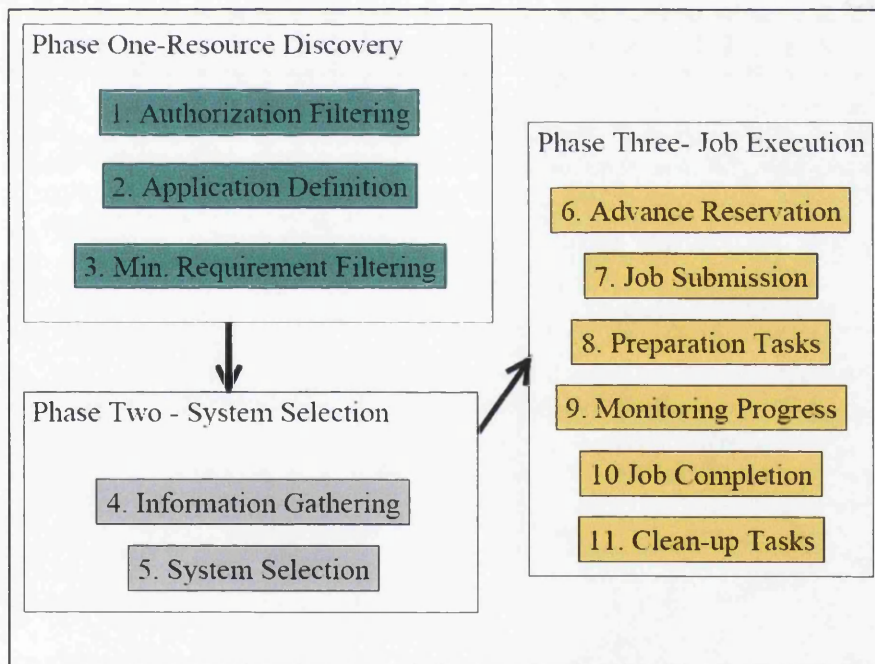 Phase One-Resource Discovery
1. Authorization Filtering
2. Application Definition
3. Min. Requirement Filtering
Phase Two - System Selection
4. Information Gathering
5. System Selection
Phase Three- Job Execution
6. Advance Reservation
7. Job Submission
8. Preparation Tasks
9. Monitoring Progress
10 Job Completion
11. Clean-up Tasks